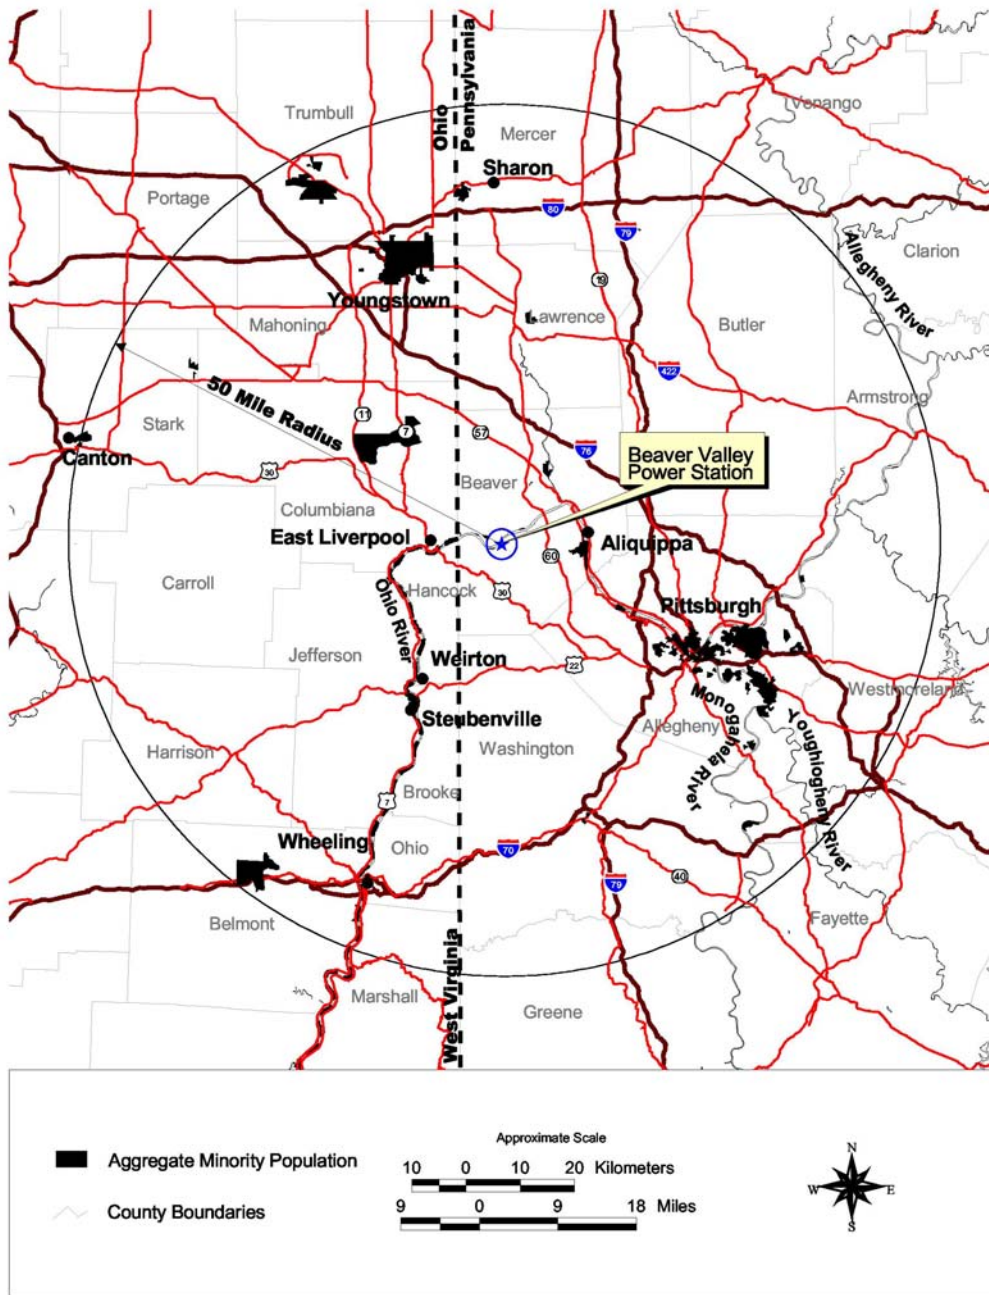 Trumbull
Ohio
Pennsylvania
Mercer
Venango
Sharon
Portage
80
79
Clarion
Allegheny River
19
Youngstown
Mahoning
Lawrence
Butler
422
50 Mile Radius
Armstrong
11
7
57
Stark
Canton
30
76
Beaver Valley
Power Station
Beaver
Columbiana
East Liverpool
Aliquippa
60
Carroll
Hancock
30
Ohio River
Pittsburgh
Jefferson
Weirton
22
Westmoreland
Monogahela River
Steubenville
Allegheny
Youghiogheny River
Harrison
Washington
Brooke
7
Wheeling
Ohio
70
79
40
Belmont
Fayette
West Virginia
Marshall
Greene
Aggregate Minority Population
County Boundaries
Approximate Scale
10 0 10 20 Kilometers
9 0 9 18 Miles
N
W E
S